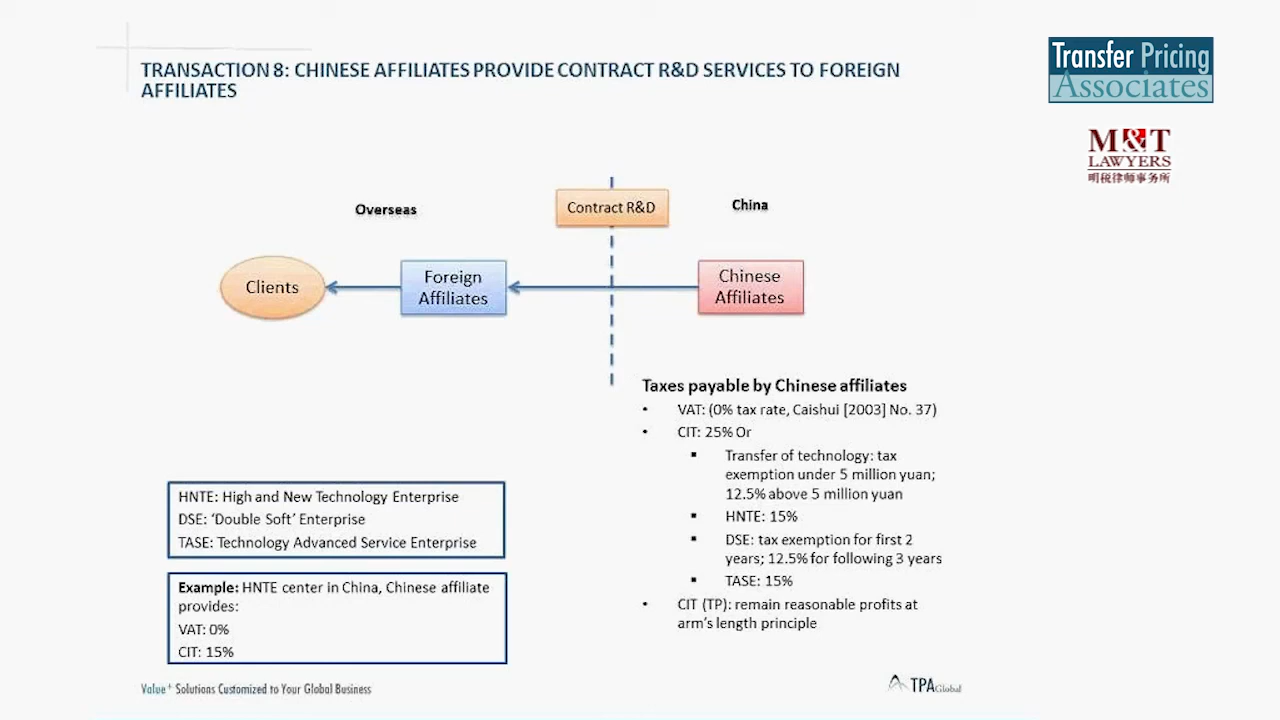 TRANSACTION 8: CHINESE AFFILIATES PROVIDE CONTRACT R&D SERVICES TO FOREIGN
AFFILIATES
Transfer Pricing
Associates
M&T
LAWYERS
明税律师事务所
Overseas
Contract R&D
China
Clients
Foreign
Affiliates
Chinese
Affiliates
Taxes payable by Chinese affiliates
• VAT: (0% tax rate, Caishui [2003] No. 37)
• CIT: 25% Or
▪ Transfer of technology: tax
exemption under 5 million yuan;
12.5% above 5 million yuan
▪ HNTE: 15%
▪ DSE: tax exemption for first 2
years; 12.5% for following 3 years
▪ TASE: 15%
• CIT (TP): remain reasonable profits at
arm's length principle
HNTE: High and New Technology Enterprise
DSE: 'Double Soft' Enterprise
TASE: Technology Advanced Service Enterprise
Example: HNTE center in China, Chinese affiliate
provides:
VAT: 0%
CIT: 15%
Value+ Solutions Customized to Your Global Business
TPA Global